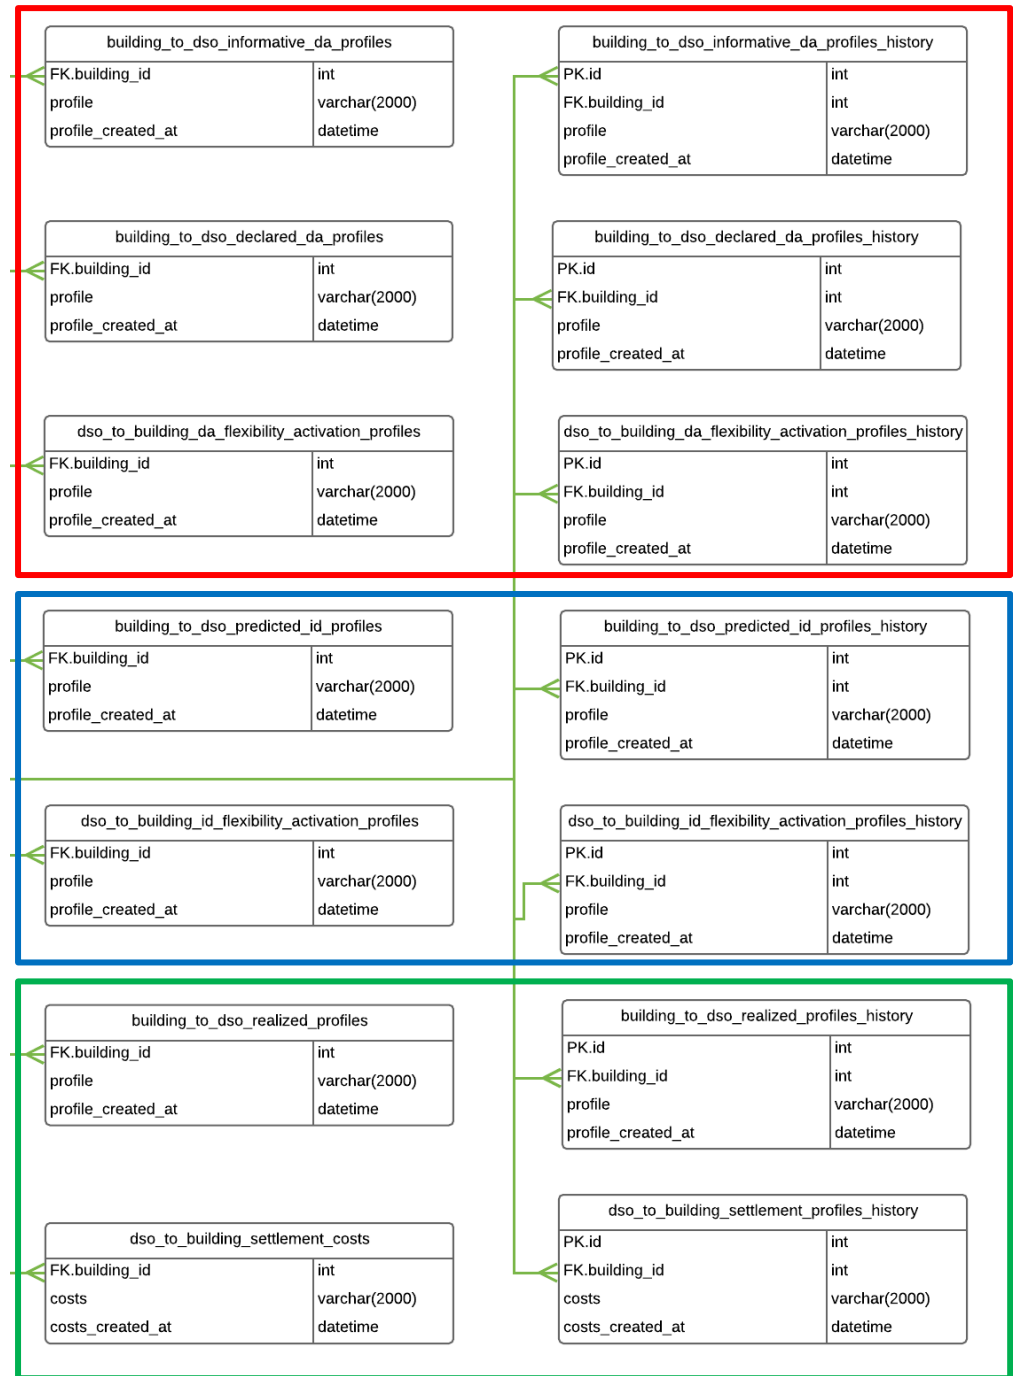 building_to_dso_informative_da_profiles
FK.building_id int
profile varchar(2000)
profile_created_at datetime
building_to_dso_informative_da_profiles_history
PK.id int
FK.building_id int
profile varchar(2000)
profile_created_at datetime
building_to_dso_declared_da_profiles
FK.building_id int
profile varchar(2000)
profile_created_at datetime
building_to_dso_declared_da_profiles_history
PK.id int
FK.building_id int
profile varchar(2000)
profile_created_at datetime
dso_to_building_da_flexibility_activation_profiles
FK.building_id int
profile varchar(2000)
profile_created_at datetime
dso_to_building_da_flexibility_activation_profiles_history
PK.id int
FK.building_id int
profile varchar(2000)
profile_created_at datetime
building_to_dso_predicted_id_profiles
FK.building_id int
profile varchar(2000)
profile_created_at datetime
building_to_dso_predicted_id_profiles_history
PK.id int
FK.building_id int
profile varchar(2000)
profile_created_at datetime
dso_to_building_id_flexibility_activation_profiles
FK.building_id int
profile varchar(2000)
profile_created_at datetime
dso_to_building_id_flexibility_activation_profiles_history
PK.id int
FK.building_id int
profile varchar(2000)
profile_created_at datetime
building_to_dso_realized_profiles
FK.building_id int
profile varchar(2000)
profile_created_at datetime
building_to_dso_realized_profiles_history
PK.id int
FK.building_id int
profile varchar(2000)
profile_created_at datetime
dso_to_building_settlement_costs
FK.building_id int
costs varchar(2000)
costs_created_at datetime
dso_to_building_settlement_profiles_history
PK.id int
FK.building_id int
costs varchar(2000)
costs_created_at datetime